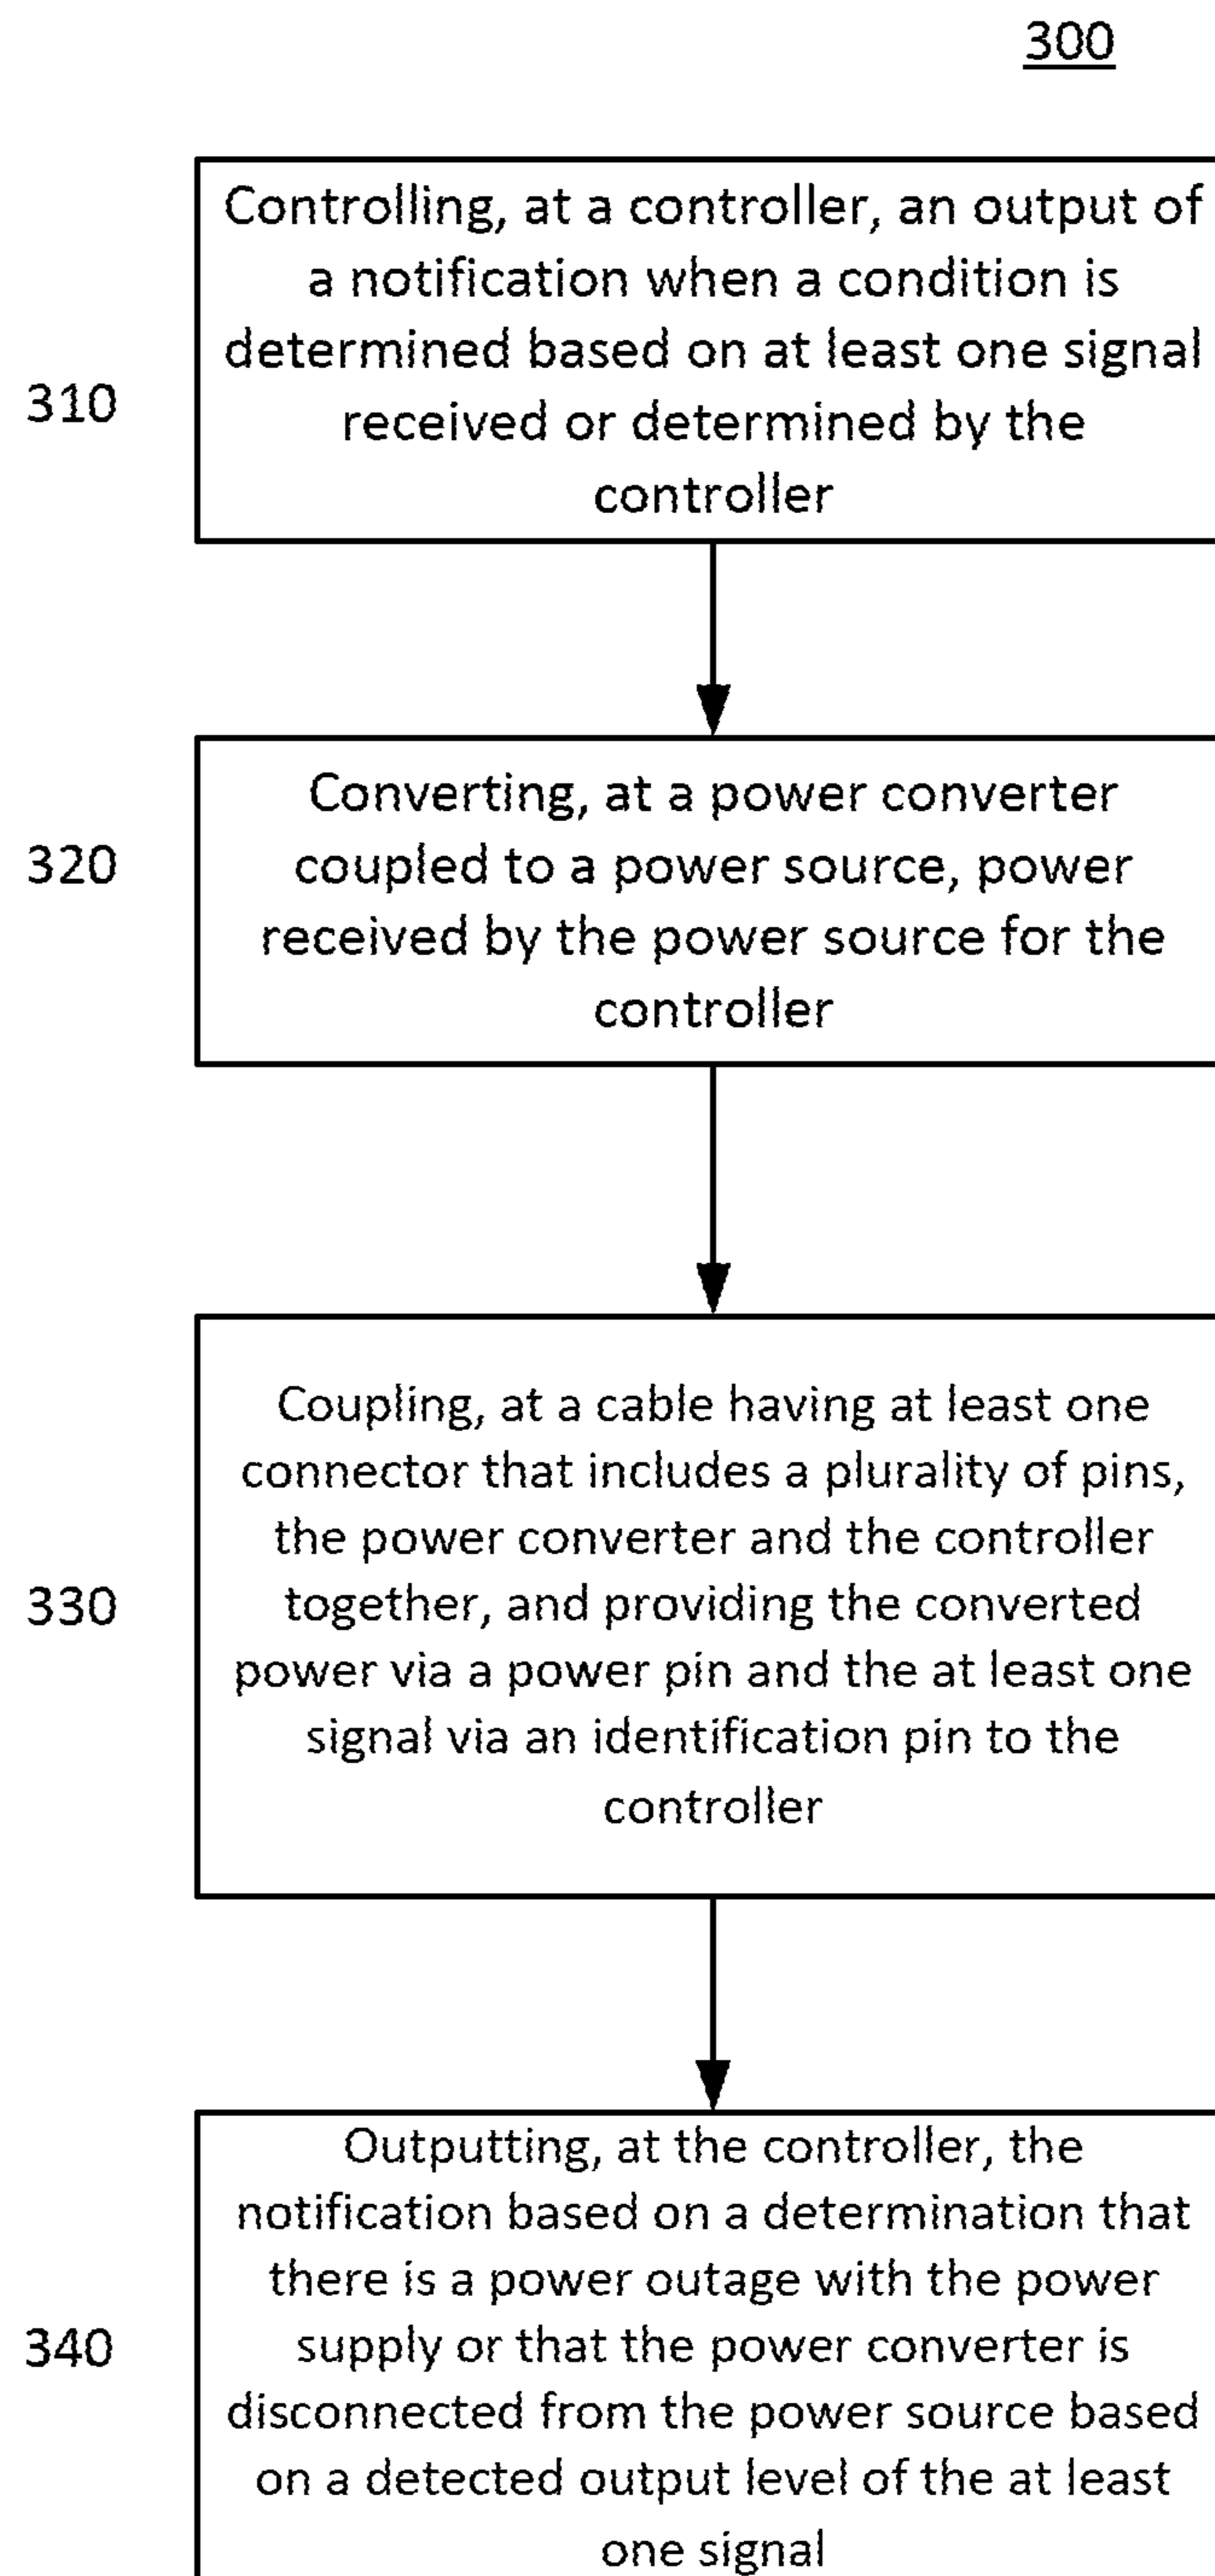 300
Controlling, at a controller, an output of
a notification when a condition is
determined based on at least one signal
received or determined by the
controller
310
Converting, at a power converter
coupled to a power source, power
received by the power source for the
controller
320
Coupling, at a cable having at least one
connector that includes a plurality of pins,
the power converter and the controller
together, and providing the converted
power via a power pin and the at least one
signal via an identification pin to the
controller
330
Outputting, at the controller, the
notification based on a determination that
there is a power outage with the power
supply or that the power converter is
disconnected from the power source based
on a detected output level of the at least
one signal
340